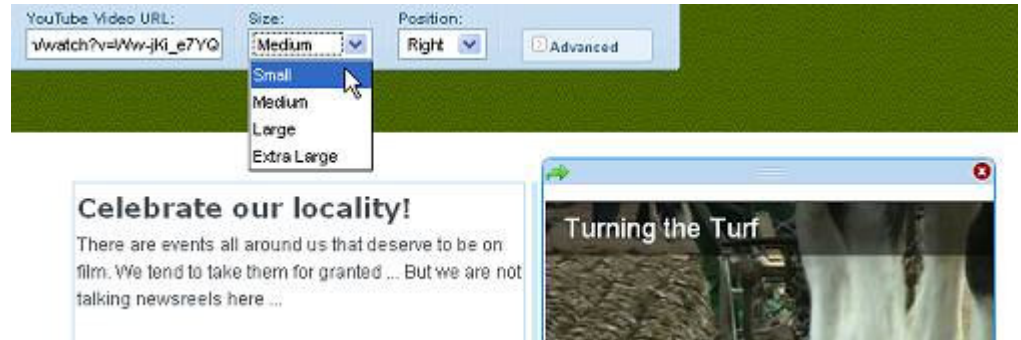 YouTube Video URL: Size: Position:
/watch?v=Ww-jKi_e7YQ Medium Right Advanced
Small
Medium
Large
Extra Large
Celebrate our locality!
There are events all around us that deserve to be on
film. We tend to take them for granted ... But we are not
talking newsreels here ...
Turning the Turf